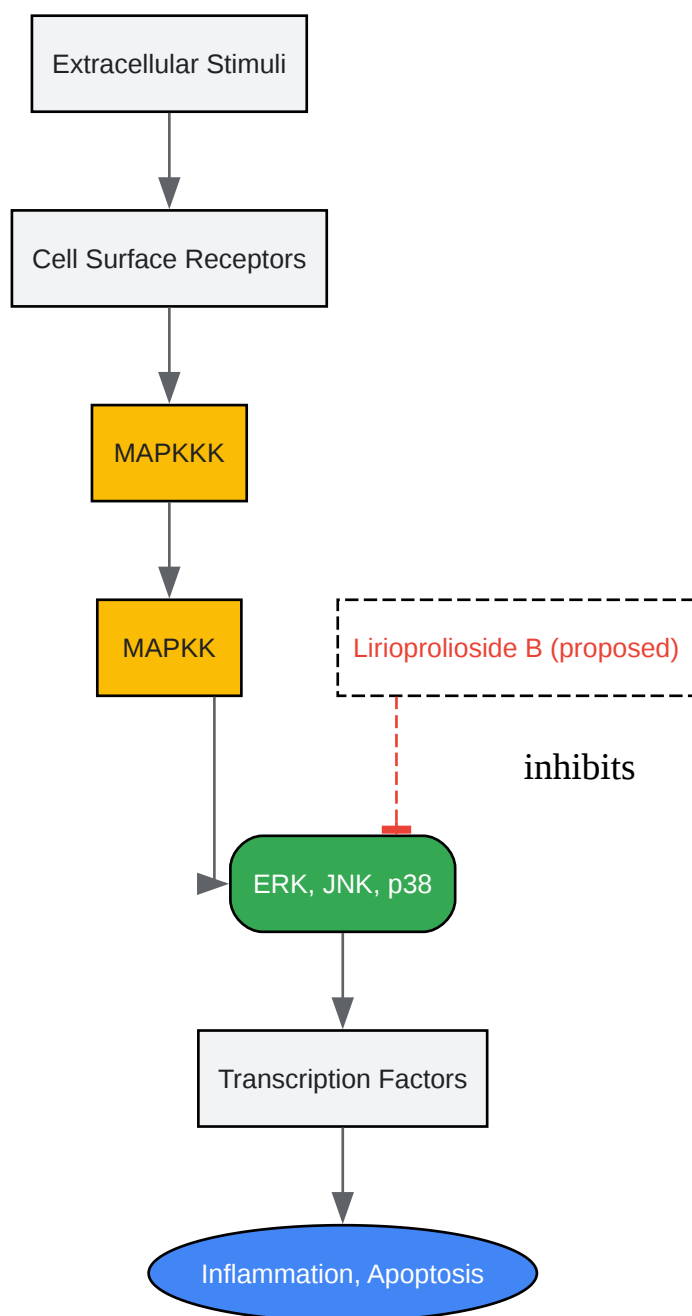 Extracellular Stimuli
Cell Surface Receptors
MAPKKK
MAPKK
Lirioprolioside B (proposed)
inhibits
ERK, JNK, p38
Transcription Factors
Inflammation, Apoptosis